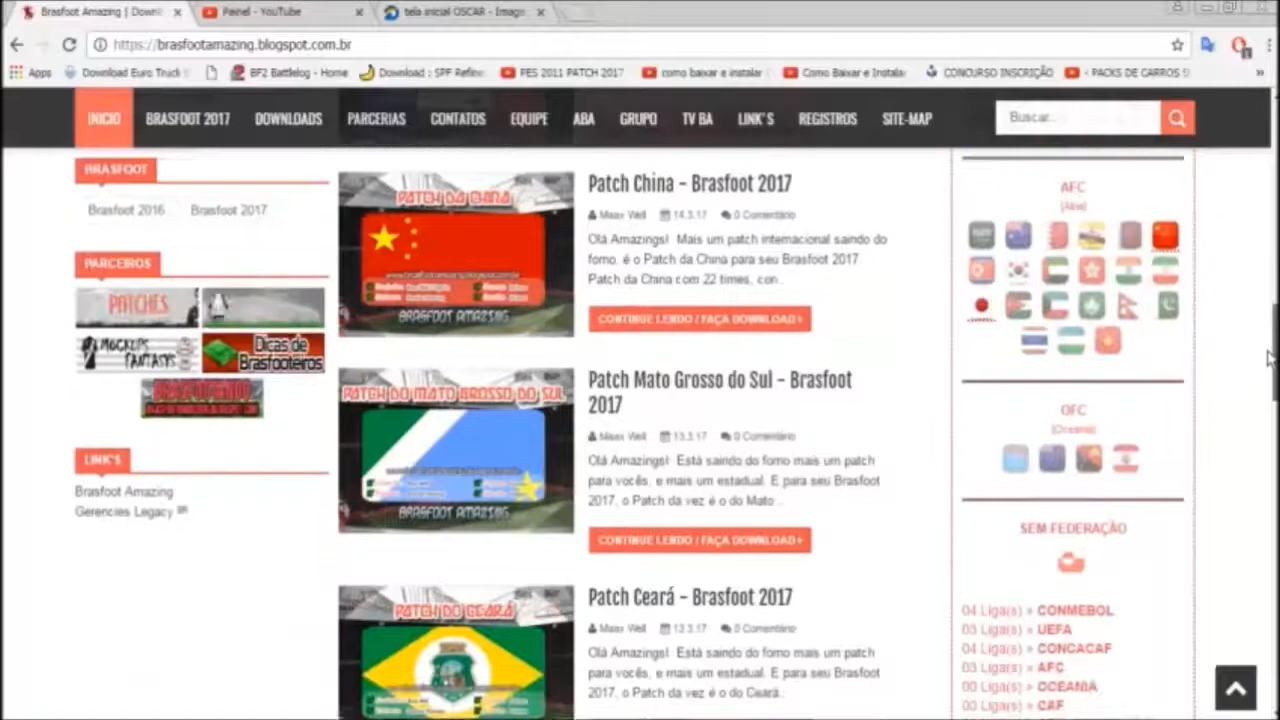 Brasfoot Amazing | Downl
Painel - YouTube
tela inicial OSCAR - Image
https://brasfootamazing.blogspot.com.br
Apps
Download Euro Truck S
BF2 Battlelog - Home
Download : SPF Refine
PES 2011 PATCH 2017
como baixar e instalar
Como Baixar e Instala
CONCURSO INSCRIÇÃO
< PACKS DE CARROS
»
INICIO
BRASFOOT 2017
DOWNLOADS
PARCERIAS
CONTATOS
EQUIPE
ABA
GRUPO
TV BA
LINK'S
REGISTROS
SITE-MAP
Buscar...
BRASFOOT
Brasfoot 2016
Brasfoot 2017
PARCEIROS
PATCHES
MOCKUPS
FANTASYS
Dicas de
Brasfooteiros
LINK'S
Brasfoot Amazing
Gerencies Legacy
PATCH DA CHINA
BRASFOOT AMAZING
Patch China - Brasfoot 2017
Maax Well 14.3.17 0 Comentário
Olá Amazings! Mais um patch internacional saindo do
forno, é o Patch da China para seu Brasfoot 2017
Patch da China com 22 times, con...
CONTINUE LENDO / FAÇA DOWNLOAD
PATCH DO MATO GROSSO DO SUL
BRASFOOT AMAZING
Patch Mato Grosso do Sul - Brasfoot
2017
Maax Well 13.3.17 0 Comentário
Olá Amazings! Está saindo do forno mais um patch
para vocês, e mais um estadual. E para seu Brasfoot
2017, o Patch da vez é o do Mato ...
CONTINUE LENDO / FAÇA DOWNLOAD
PATCH DO CEARÁ
Patch Ceará - Brasfoot 2017
Maax Well 13.3.17 0 Comentário
Olá Amazings! Está saindo do forno mais um patch
para vocês, e mais um estadual. E para seu Brasfoot
2017, o Patch da vez é o do Ceará.
AFC
(Ásia)
OFC
(Oceania)
SEM FEDERAÇÃO
04 Liga(s) » CONMEBOL
03 Liga(s) » UEFA
04 Liga(s) » CONCACAF
03 Liga(s) » AFC
00 Liga(s) » OCEANIA
00 Liga(s) » CAF